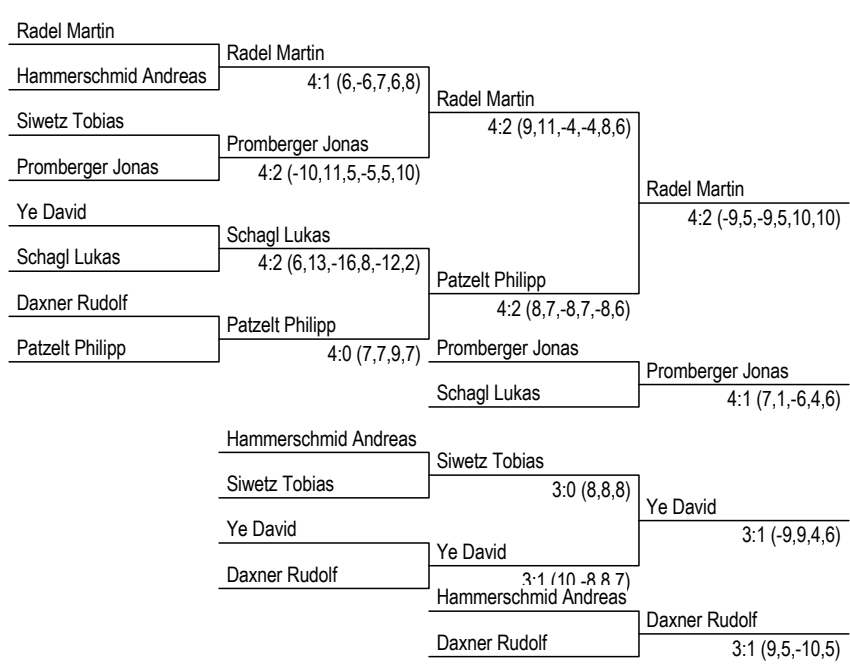 Radel Martin
Hammerschmid Andreas
Radel Martin
4:1 (6,-6,7,6,8)
Siwetz Tobias
Promberger Jonas
Promberger Jonas
4:2 (-10,11,5,-5,5,10)
Radel Martin
4:2 (9,11,-4,-4,8,6)
Ye David
Schagl Lukas
Schagl Lukas
4:2 (6,13,-16,8,-12,2)
Daxner Rudolf
Patzelt Philipp
Patzelt Philipp
4:0 (7,7,9,7)
Patzelt Philipp
4:2 (8,7,-8,7,-8,6)
Radel Martin
4:2 (-9,5,-9,5,10,10)
Promberger Jonas
Schagl Lukas
Promberger Jonas
4:1 (7,1,-6,4,6)
Hammerschmid Andreas
Siwetz Tobias
Siwetz Tobias
3:0 (8,8,8)
Ye David
Daxner Rudolf
Ye David
3:1 (10,-8,8,7)
Ye David
3:1 (-9,9,4,6)
Hammerschmid Andreas
Daxner Rudolf
Daxner Rudolf
3:1 (9,5,-10,5)